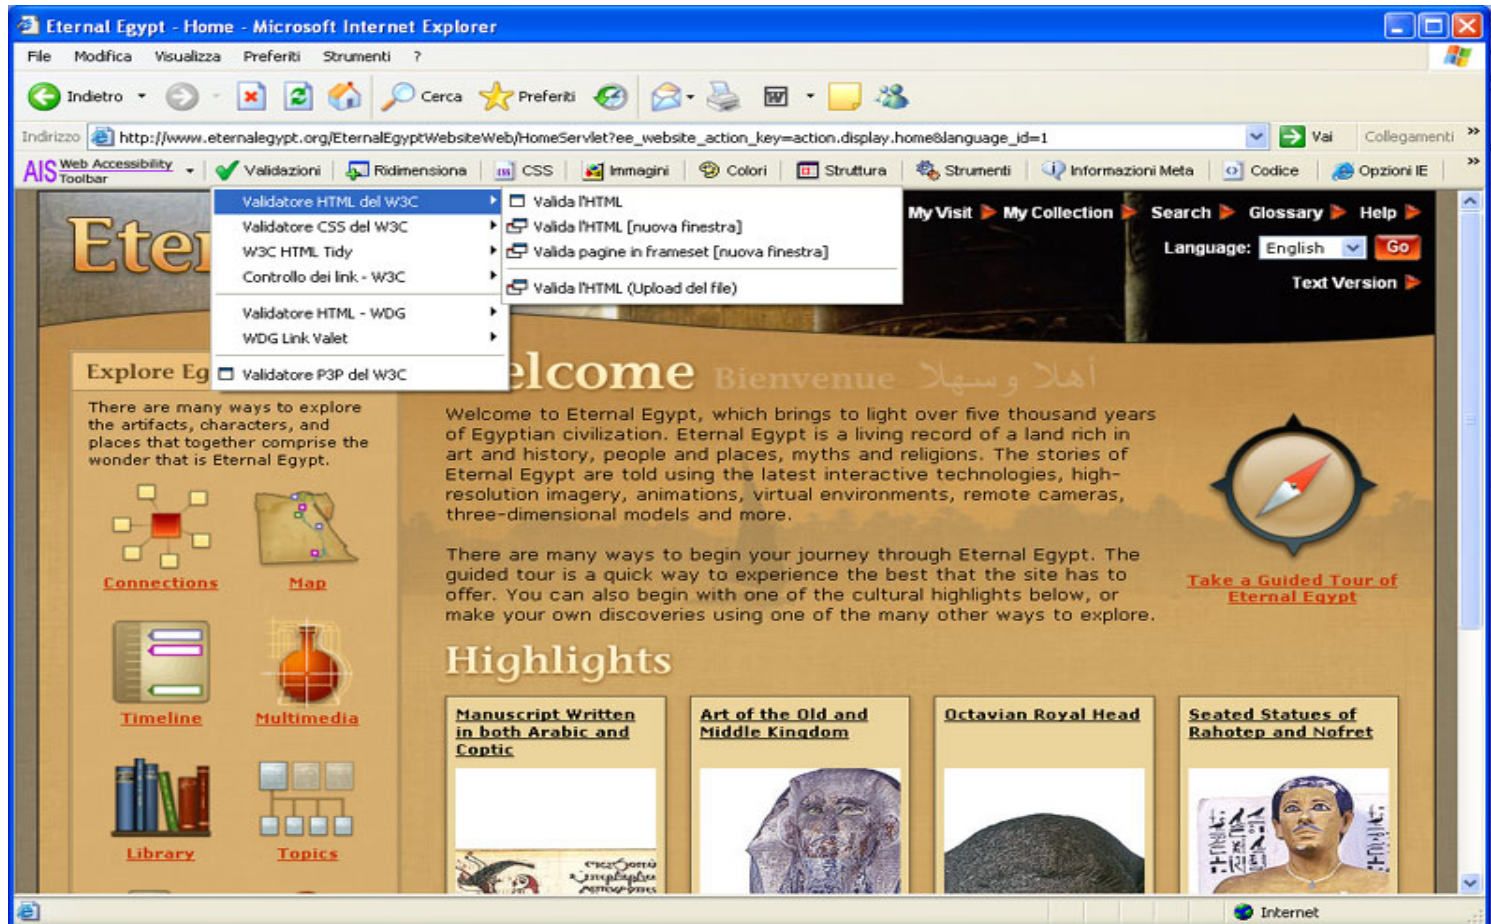 Eternal Egypt - Home - Microsoft Internet Explorer
File Modifica Visualizza Preferiti Strumenti ?
Indietro Cerca Preferiti
Indirizzo http://www.eternalegypt.org/EternalEgyptWebsiteWeb/HomeServlet?ee_website_action_key=action.display.home&language_id=1 Vai Collegamenti »
AIS Web Accessibility Toolbar Validazioni Ridimensiona CSS Immagini Colori Struttura Strumenti Informazioni Meta Codice Opzioni IE »
Validatore HTML del W3C
Validatore CSS del W3C
W3C HTML Tidy
Controllo dei link - W3C
Validatore HTML - WDG
WDG Link Valet
Validatore P3P del W3C
Valida l'HTML
Valida l'HTML [nuova finestra]
Valida pagine in frameset [nuova finestra]
Valida l'HTML (Upload del file)
Eter
My Visit My Collection Search Glossary Help
Language: English Go
Text Version
Explore Eg
There are many ways to explore
the artifacts, characters, and
places that together comprise the
wonder that is Eternal Egypt.
Connections Map
Timeline Multimedia
Library Topics
elcome Bienvenue أهلا وسهلا
Welcome to Eternal Egypt, which brings to light over five thousand years
of Egyptian civilization. Eternal Egypt is a living record of a land rich in
art and history, people and places, myths and religions. The stories of
Eternal Egypt are told using the latest interactive technologies, high-
resolution imagery, animations, virtual environments, remote cameras,
three-dimensional models and more.
There are many ways to begin your journey through Eternal Egypt. The
guided tour is a quick way to experience the best that the site has to
offer. You can also begin with one of the cultural highlights below, or
make your own discoveries using one of the many other ways to explore.
Take a Guided Tour of
Eternal Egypt
Highlights
Manuscript Written
in both Arabic and
Coptic
Art of the Old and
Middle Kingdom
Octavian Royal Head
Seated Statues of
Rahotep and Nofret
Internet